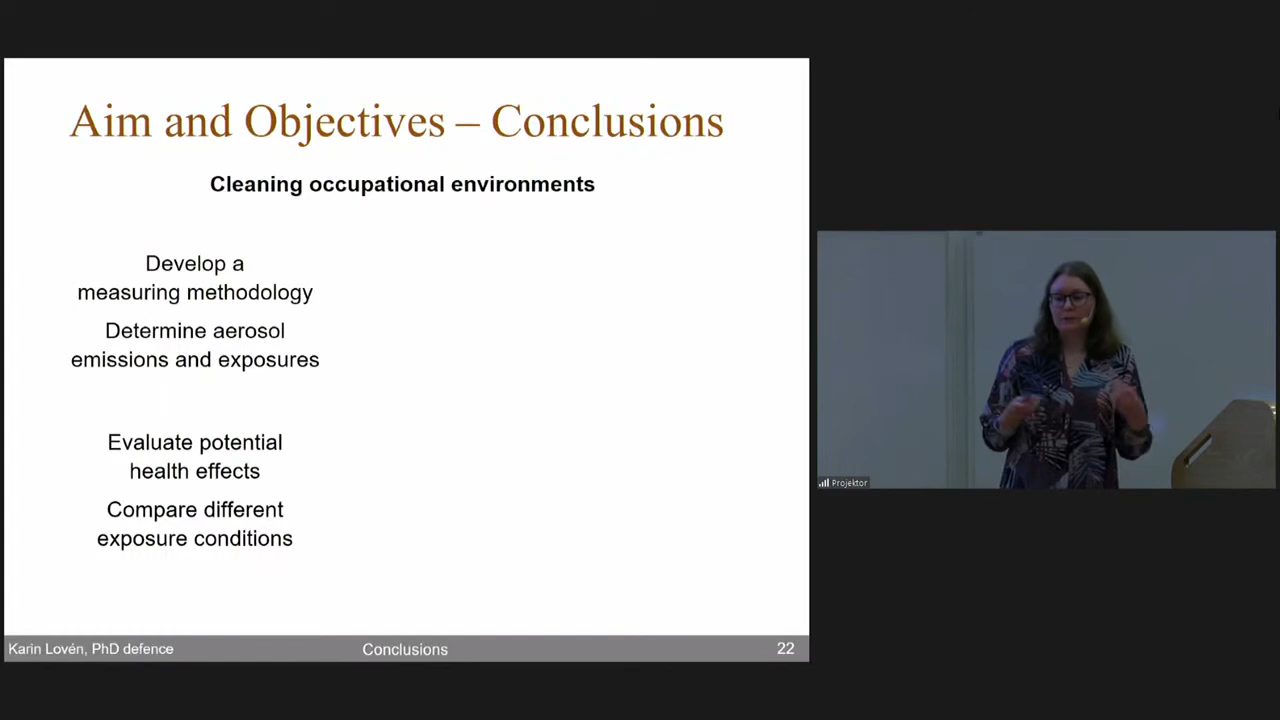 Aim and Objectives – Conclusions
Cleaning occupational environments
Develop a
measuring methodology
Determine aerosol
emissions and exposures
Evaluate potential
health effects
Compare different
exposure conditions
Karin Lovén, PhD defence
Conclusions
22
Projektor